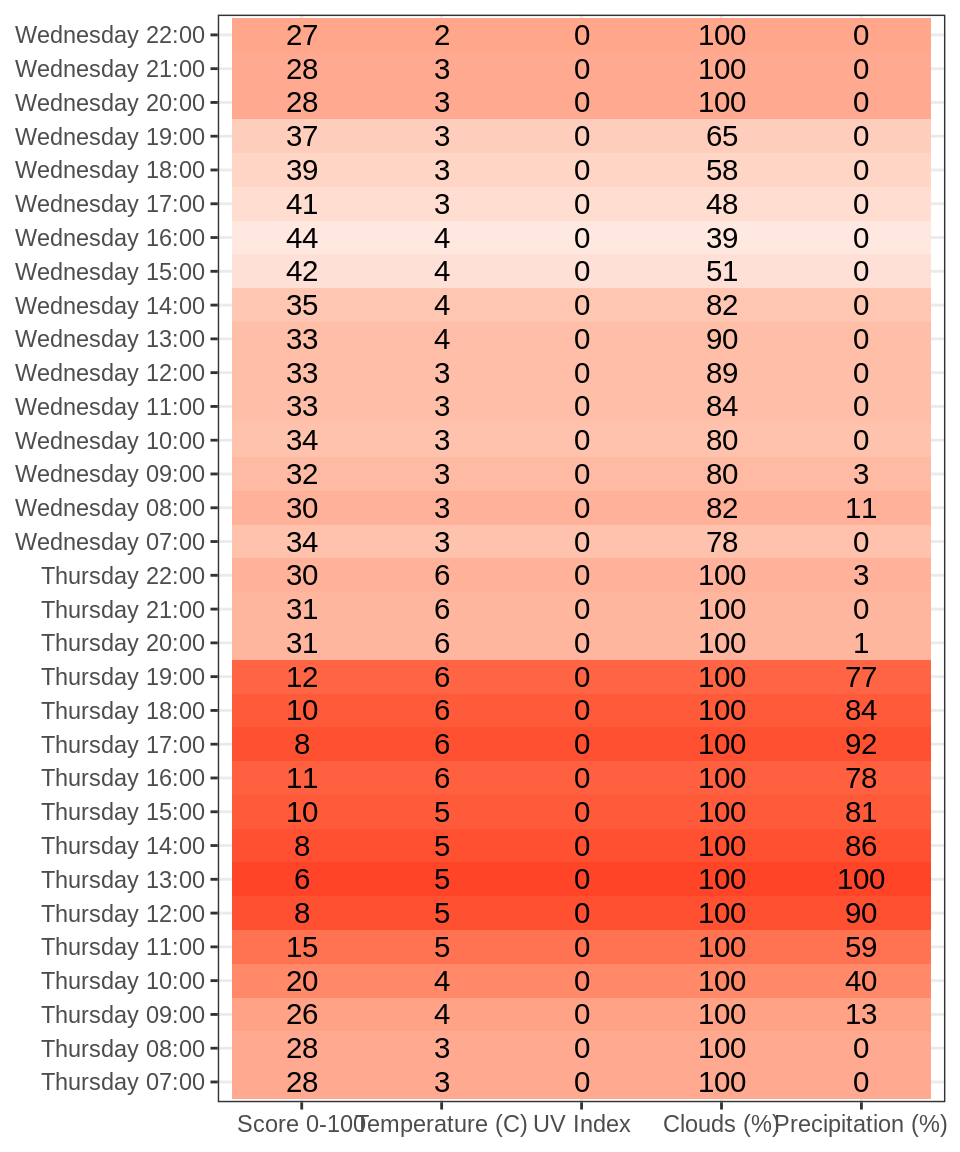 Wednesday 22:00 27 2 0 100 0
Wednesday 21:00 28 3 0 100 0
Wednesday 20:00 28 3 0 100 0
Wednesday 19:00 37 3 0 65 0
Wednesday 18:00 39 3 0 58 0
Wednesday 17:00 41 3 0 48 0
Wednesday 16:00 44 4 0 39 0
Wednesday 15:00 42 4 0 51 0
Wednesday 14:00 35 4 0 82 0
Wednesday 13:00 33 4 0 90 0
Wednesday 12:00 33 3 0 89 0
Wednesday 11:00 33 3 0 84 0
Wednesday 10:00 34 3 0 80 0
Wednesday 09:00 32 3 0 80 3
Wednesday 08:00 30 3 0 82 11
Wednesday 07:00 34 3 0 78 0
Thursday 22:00 30 6 0 100 3
Thursday 21:00 31 6 0 100 0
Thursday 20:00 31 6 0 100 1
Thursday 19:00 12 6 0 100 77
Thursday 18:00 10 6 0 100 84
Thursday 17:00 8 6 0 100 92
Thursday 16:00 11 6 0 100 78
Thursday 15:00 10 5 0 100 81
Thursday 14:00 8 5 0 100 86
Thursday 13:00 6 5 0 100 100
Thursday 12:00 8 5 0 100 90
Thursday 11:00 15 5 0 100 59
Thursday 10:00 20 4 0 100 40
Thursday 09:00 26 4 0 100 13
Thursday 08:00 28 3 0 100 0
Thursday 07:00 28 3 0 100 0
Score 0-100 Temperature (C) UV Index Clouds (%) Precipitation (%)